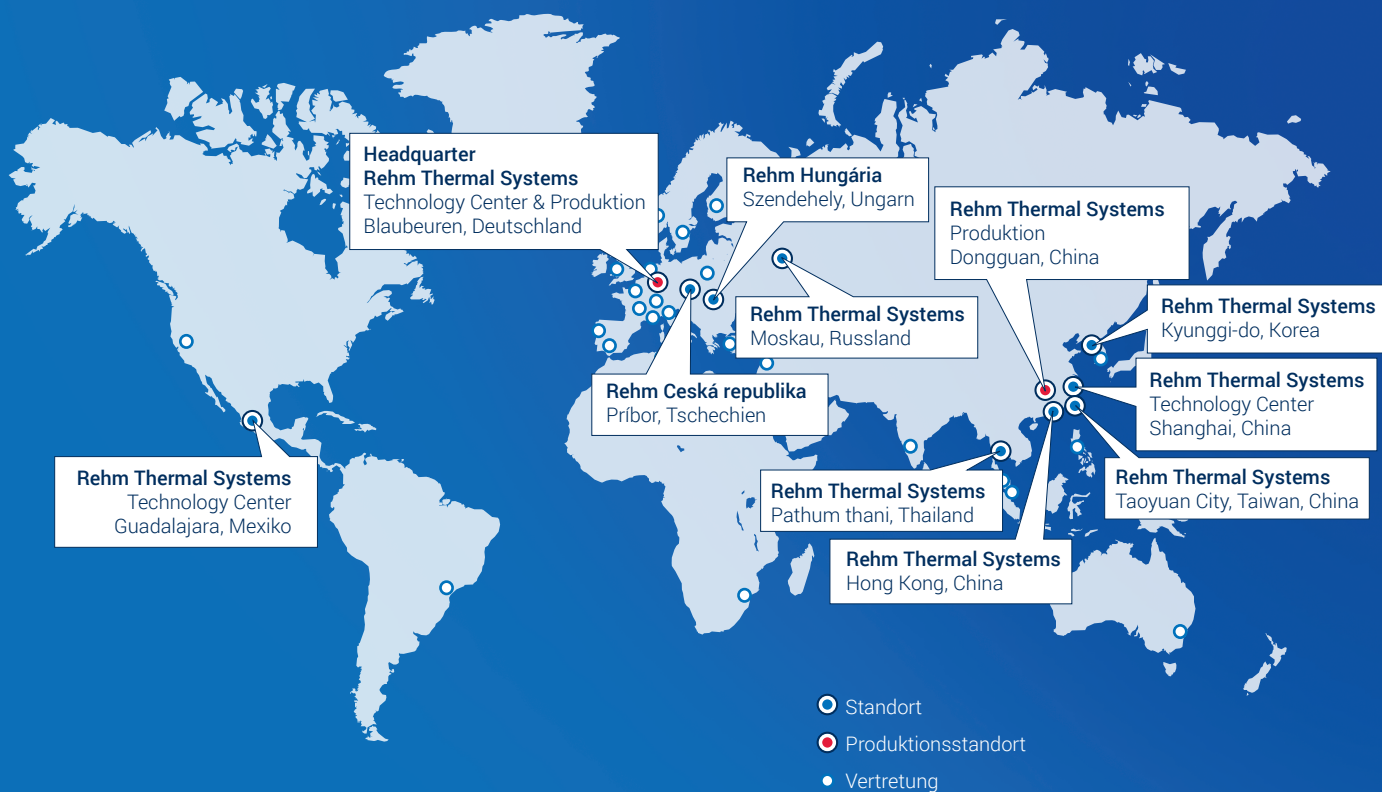 Headquarter
Rehm Thermal Systems
Technology Center & Produktion
Blaubeuren, Deutschland
Rehm Hungária
Szendehely, Ungarn
Rehm Thermal Systems
Produktion
Dongguan, China
Rehm Thermal Systems
Moskau, Russland
Rehm Thermal Systems
Kyunggi-do, Korea
Rehm Ceská republika
Príbor, Tschechien
Rehm Thermal Systems
Technology Center
Shanghai, China
Rehm Thermal Systems
Technology Center
Guadalajara, Mexiko
Rehm Thermal Systems
Pathum thani, Thailand
Rehm Thermal Systems
Taoyuan City, Taiwan, China
Rehm Thermal Systems
Hong Kong, China
Standort
Produktionsstandort
Vertretung